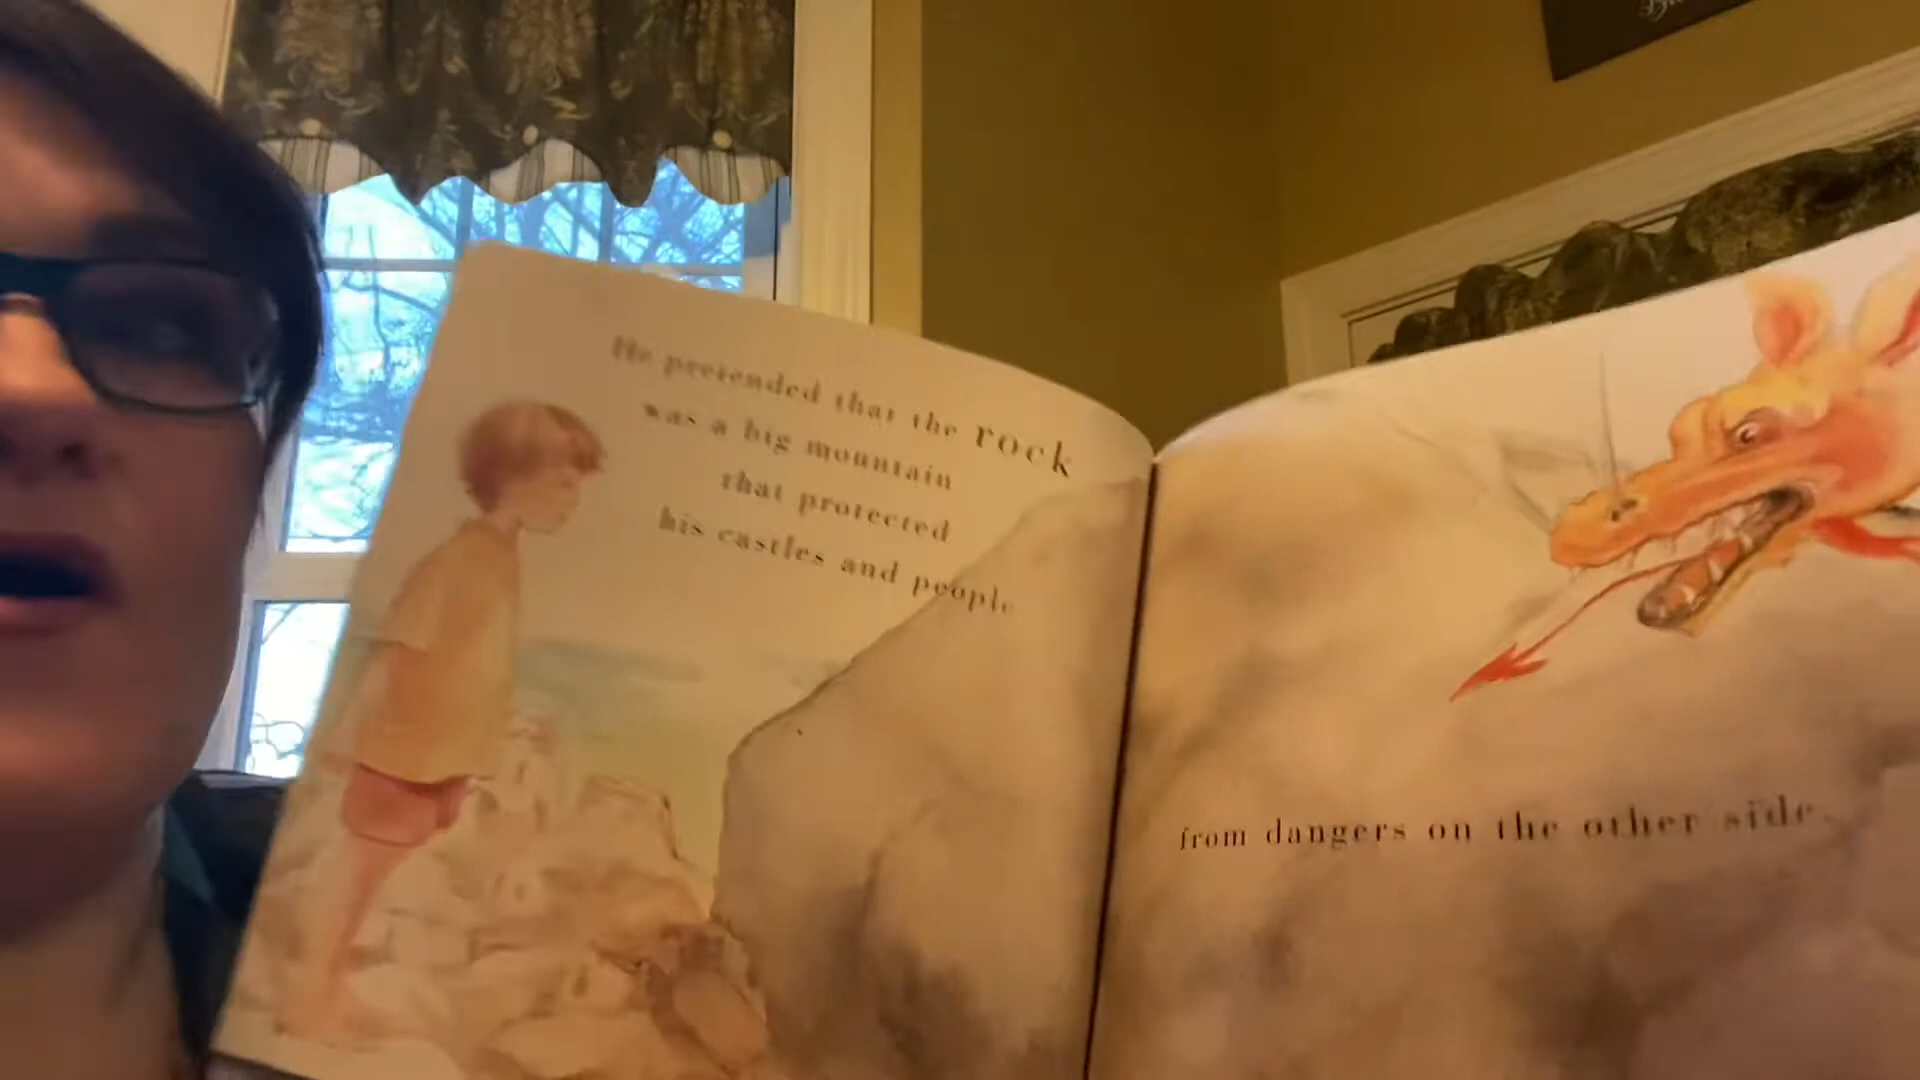 He pretended that the rock
was a big mountain
that protected
his castles and people
from dangers on the other side.